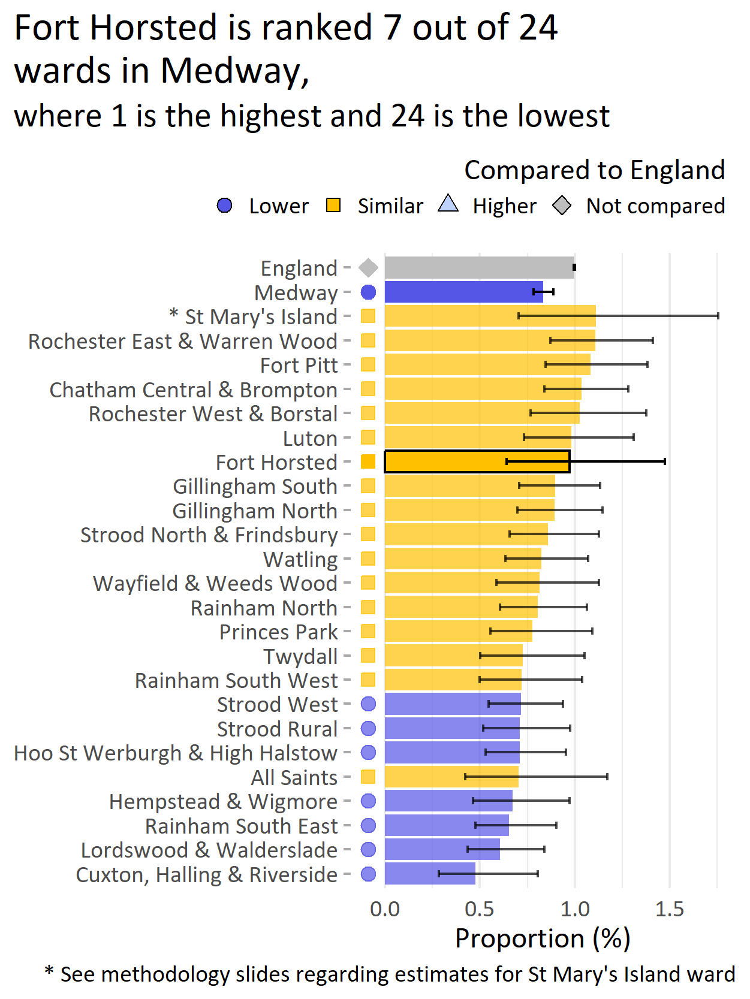 Fort Horsted is ranked 7 out of 24
wards in Medway,
where 1 is the highest and 24 is the lowest
Compared to England
Lower Similar Higher Not compared
England
Medway
* St Mary's Island
Rochester East & Warren Wood
Fort Pitt
Chatham Central & Brompton
Rochester West & Borstal
Luton
Fort Horsted
Gillingham South
Gillingham North
Strood North & Frindsbury
Watling
Wayfield & Weeds Wood
Rainham North
Princes Park
Twydall
Rainham South West
Strood West
Strood Rural
Hoo St Werburgh & High Halstow
All Saints
Hempstead & Wigmore
Rainham South East
Lordswood & Walderslade
Cuxton, Halling & Riverside
0.0 0.5 1.0 1.5
Proportion (%)
* See methodology slides regarding estimates for St Mary's Island ward